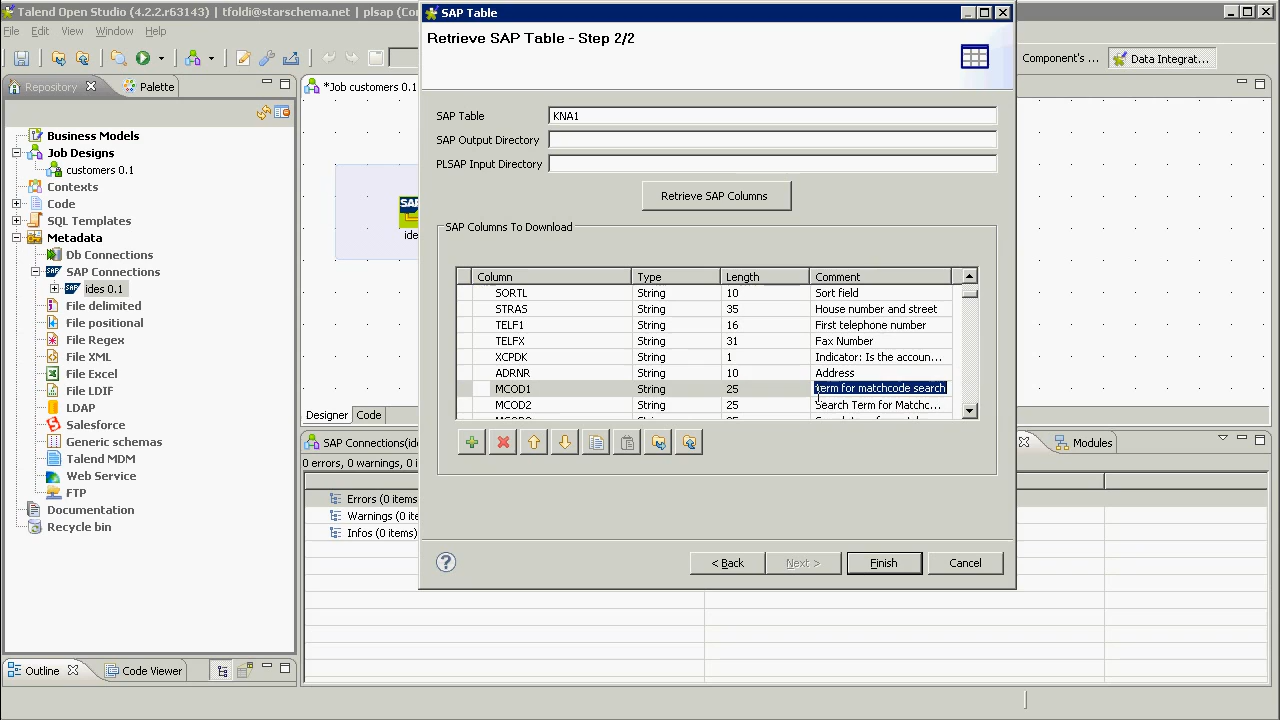 Talend Open Studio (4.2.2.r63143) | tfoldi@starschema.net | plsap (Co
SAP Table
File Edit View Window Help
Retrieve SAP Table - Step 2/2
Component's ...
Data Integrat...
Repository
Palette
*Job customers 0.1
Business Models
Job Designs
customers 0.1
Contexts
Code
SQL Templates
Metadata
Db Connections
SAP Connections
ides 0.1
File delimited
File positional
File Regex
File XML
File Excel
File LDIF
LDAP
Salesforce
Generic schemas
Talend MDM
Web Service
FTP
Documentation
Recycle bin
Outline
Code Viewer
SAP
ide
Designer
Code
SAP Connections(id
Modules
0 errors, 0 warnings, 0 i
Errors (0 items
Warnings (0 ite
Infos (0 items)
SAP Table
KNA1
SAP Output Directory
PLSAP Input Directory
Retrieve SAP Columns
SAP Columns To Download
Column Type Length Comment
SORTL String 10 Sort field
STRAS String 35 House number and street
TELF1 String 16 First telephone number
TELFX String 31 Fax Number
XCPDK String 1 Indicator: Is the accoun...
ADRNR String 10 Address
MCOD1 String 25 term for matchcode search
MCOD2 String 25 Search Term for Matchc...
< Back
Next >
Finish
Cancel